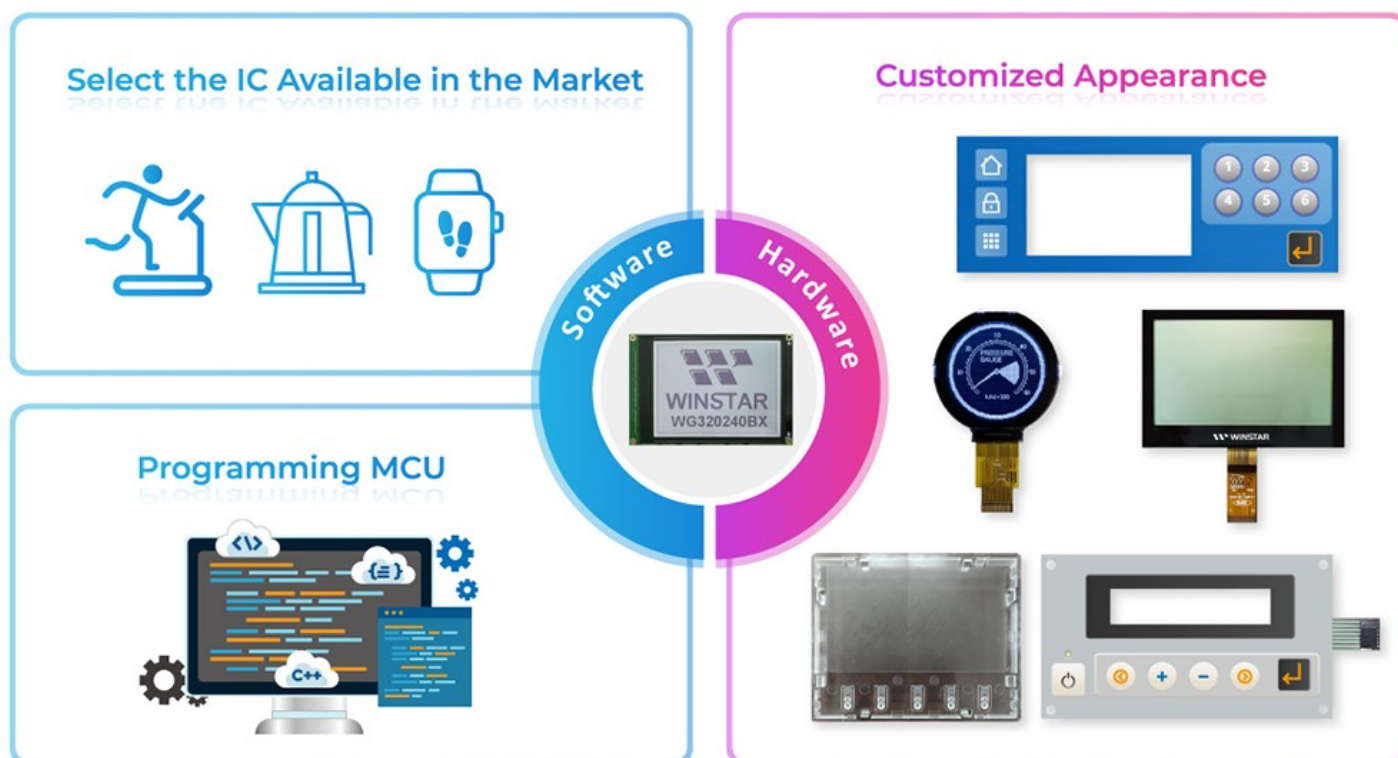 Select the IC Available in the Market
Customized Appearance
1 2 3
4 5 6
Software
Hardware
WINSTAR
WG320240BX
PRESSURE
GAUGE
WINSTAR
Programming MCU
<\>
{≡}
C++